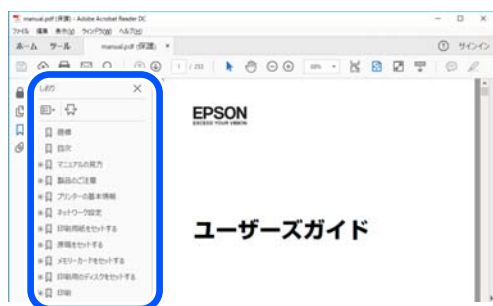 manual.pdf (保護) - Adobe Acrobat Reader DC
ファイル 編集 表示(V) ウィンドウ(W) ヘルプ(H)
ホーム ツール manual.pdf (保護) ×
サインイン
1 / 293
しおり ×
EPSON
EXCEED YOUR VISION
目次
マニュアルの見方
製品のご注意
プリンターの基本情報
ネットワーク設定
印刷用紙をセットする
原稿をセットする
メモリーカードをセットする
印刷用のディスクをセットする
印刷
ユーザーズガイド